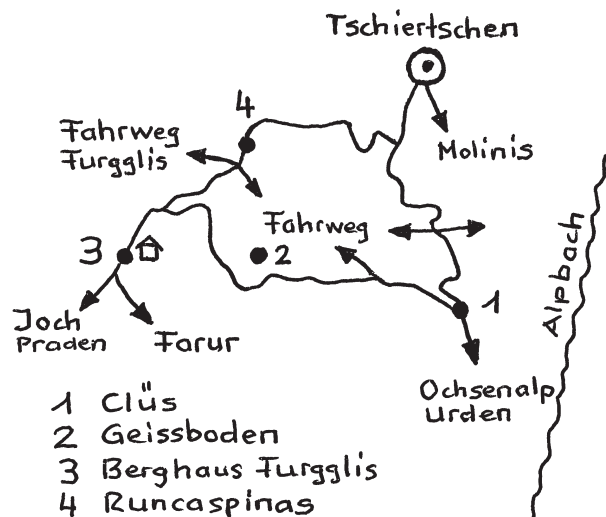 Tschiertschen
4
Fahrweg
Furgglis
Molinis
Fahrweg
3
2
Alpbach
1
Joch
Praden
Farur
Ochsenalp
Urden
1 Clüs
2 Geissboden
3 Berghaus Furgglis
4 Runcaspinas